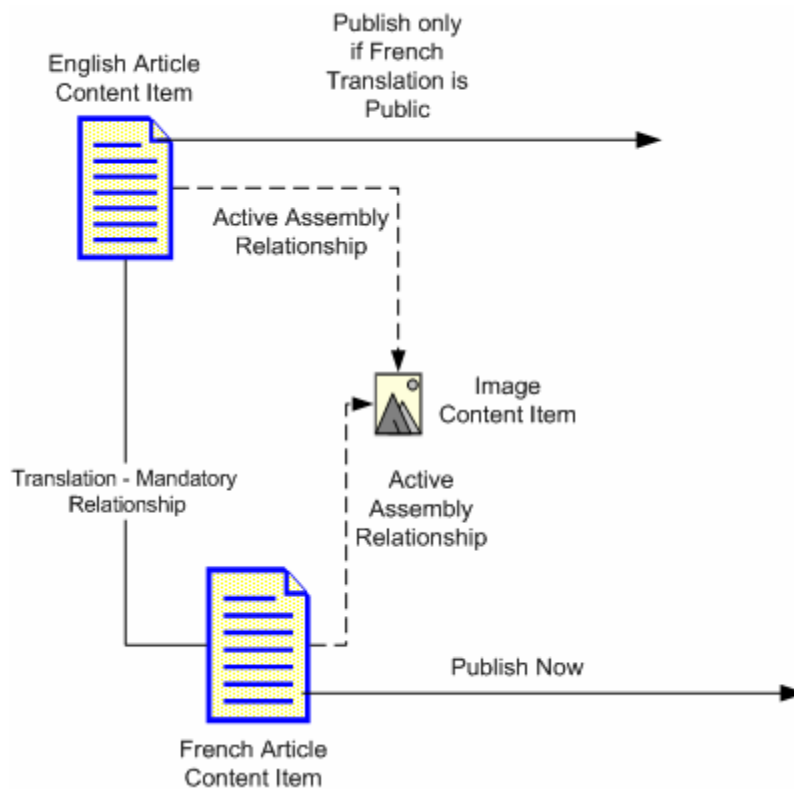 Publish only
if French
Translation is
Public
English Article
Content Item
Active Assembly
Relationship
Image
Content Item
Translation - Mandatory
Relationship
Active
Assembly
Relationship
Publish Now
French Article
Content Item